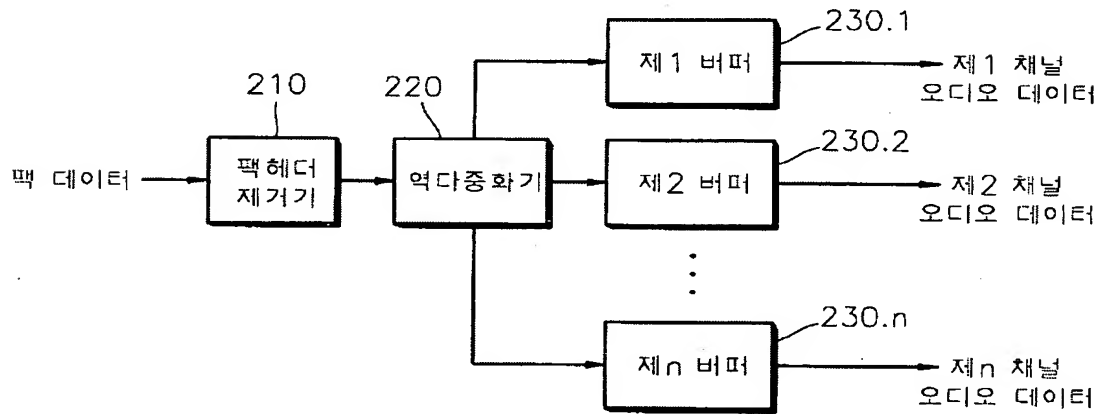 230.1
제1 버퍼
제1 채널
오디오 데이터
210
220
230.2
팩 데이터
팩헤더
제거기
역다중화기
제2 버퍼
제2 채널
오디오 데이터
230.n
제n 버퍼
제n 채널
오디오 데이터